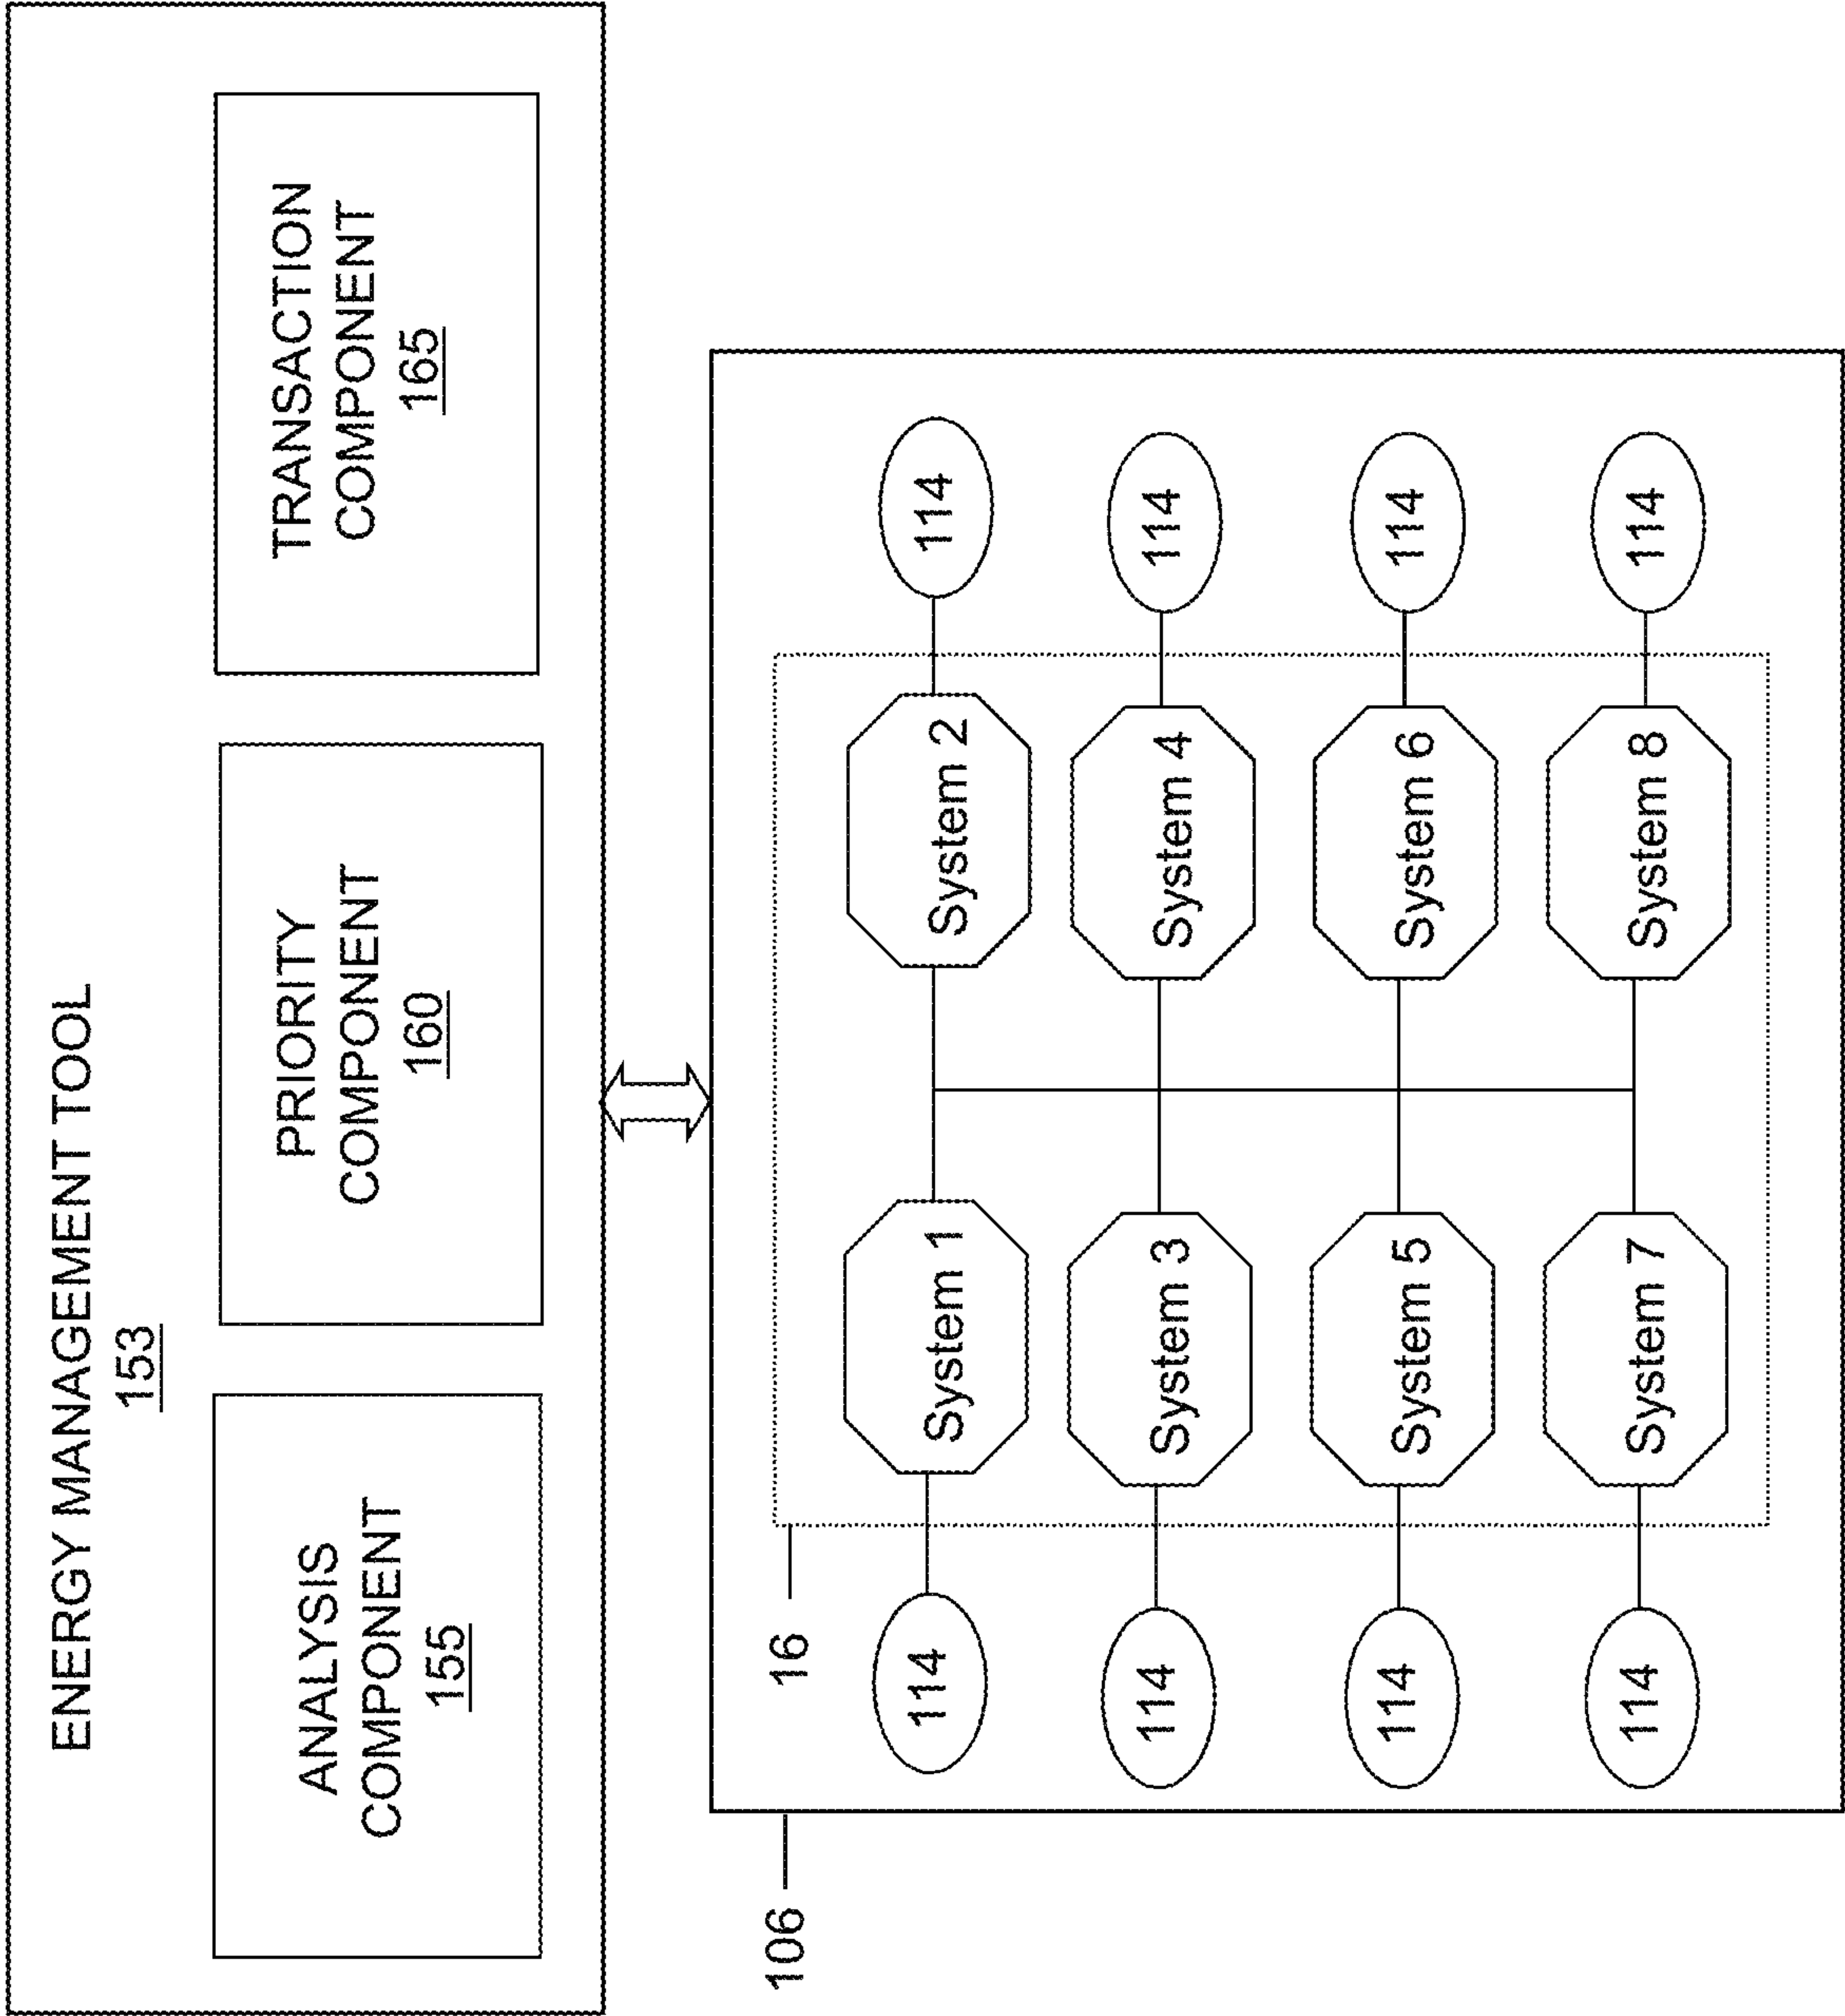 ENERGY MANAGEMENT TOOL
153
ANALYSIS
COMPONENT
155
PRIORITY
COMPONENT
160
TRANSACTION
COMPONENT
165
106
16
114
System 1
System 2
114
114
System 3
System 4
114
114
System 5
System 6
114
114
System 7
System 8
114